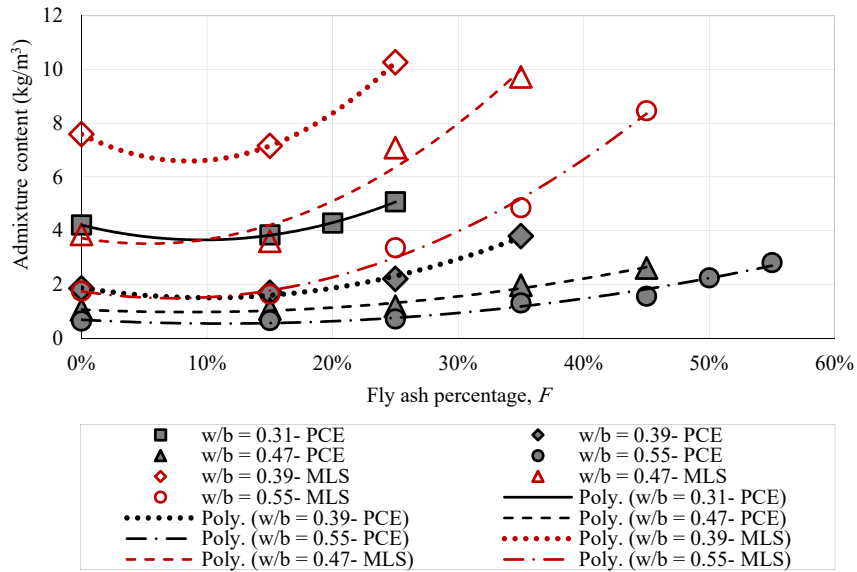 Admixture content (kg/m³)
12
10
8
6
4
2
0
0% 10% 20% 30% 40% 50% 60%
Fly ash percentage, F
w/b = 0.31- PCE w/b = 0.39- PCE
w/b = 0.47- PCE w/b = 0.55- PCE
w/b = 0.39- MLS w/b = 0.47- MLS
w/b = 0.55- MLS Poly. (w/b = 0.31- PCE)
Poly. (w/b = 0.39- PCE) Poly. (w/b = 0.47- PCE)
Poly. (w/b = 0.55- PCE) Poly. (w/b = 0.39- MLS)
Poly. (w/b = 0.47- MLS) Poly. (w/b = 0.55- MLS)